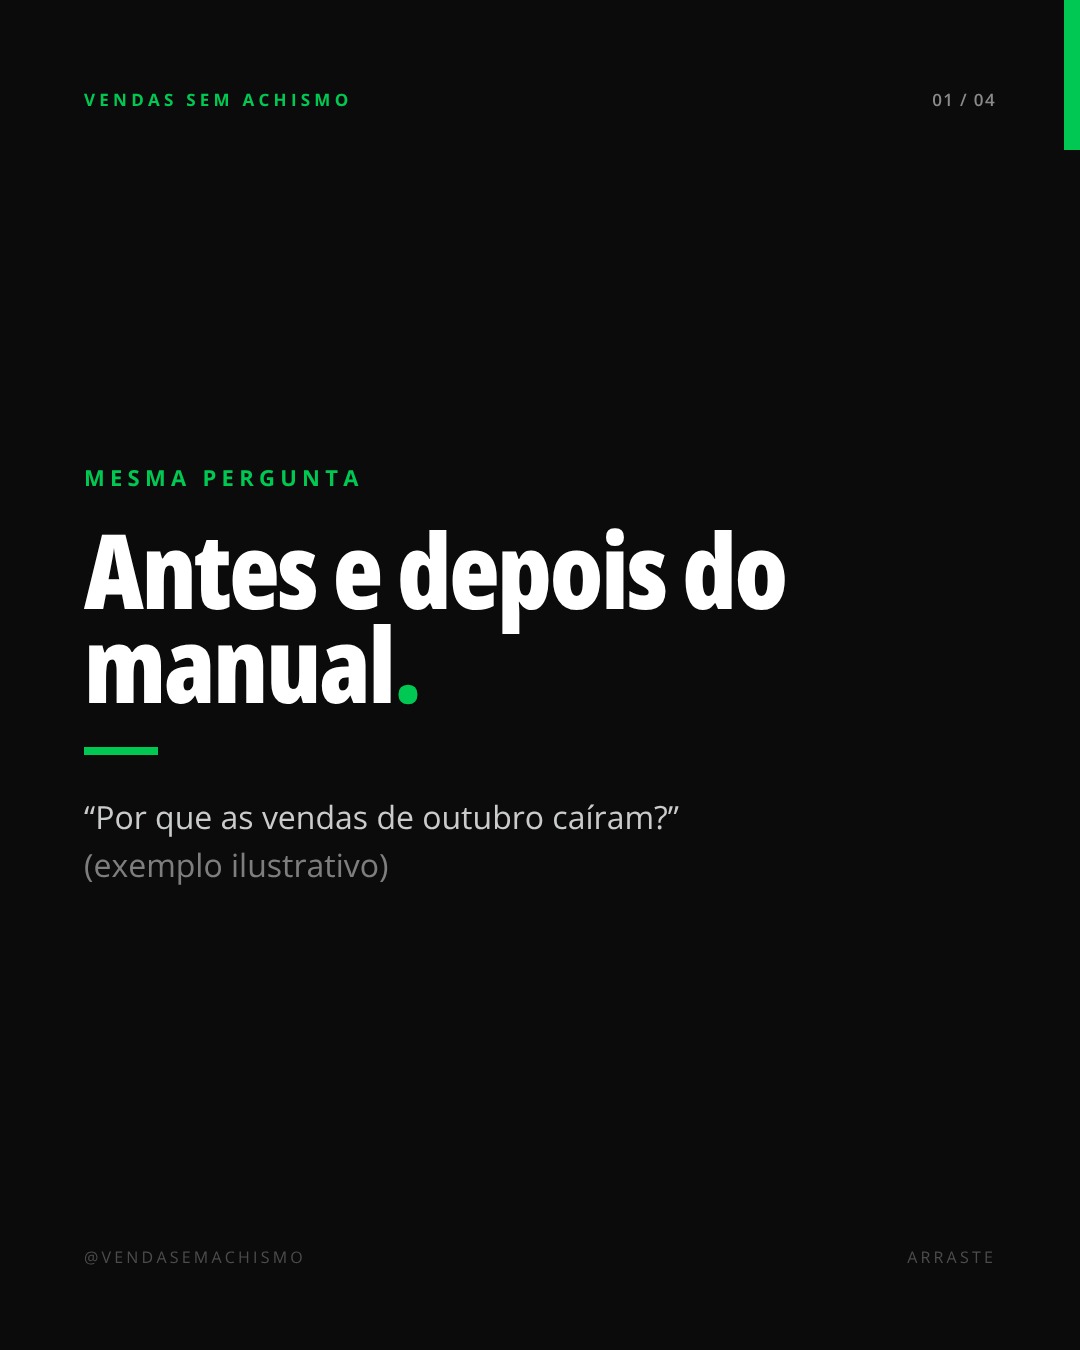 VENDAS SEM ACHISMO
01 / 04
MESMA PERGUNTA
Antes e depois do
manual.
“Por que as vendas de outubro caíram?”
(exemplo ilustrativo)
@VENDASEMACHISMO
ARRASTE